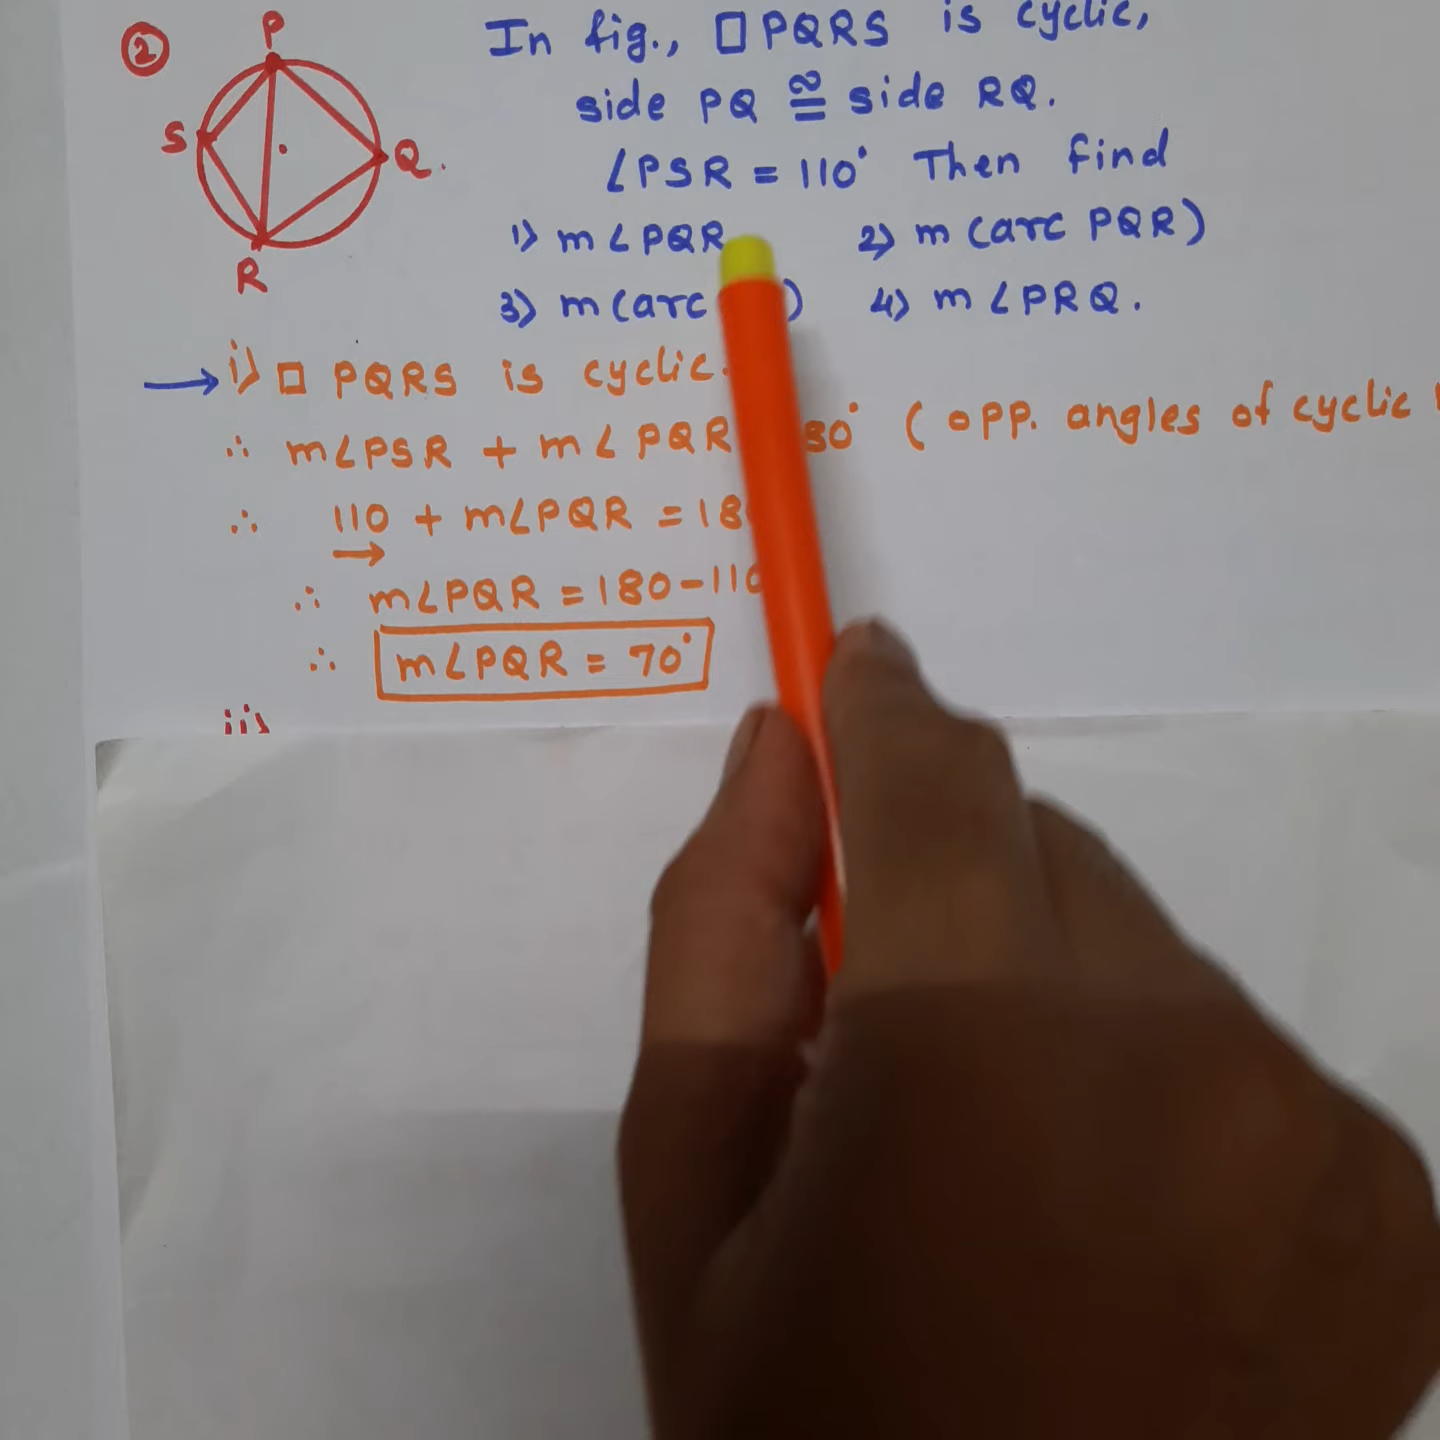 2
P
S
Q.
R
In fig., □PQRS is cyclic,
side PQ ≅ side RQ.
∠PSR = 110° Then find
1) m∠PQR 2) m (arc PQR)
3) m(arc ) 4) m∠PRQ.
→ i) □ PQRS is cyclic.
∴ m∠PSR + m∠PQR 80° ( opp. angles of cyclic
∴ 110 + m∠PQR = 18
∴ m∠PQR = 180-110
∴ m∠PQR = 70°
ii)